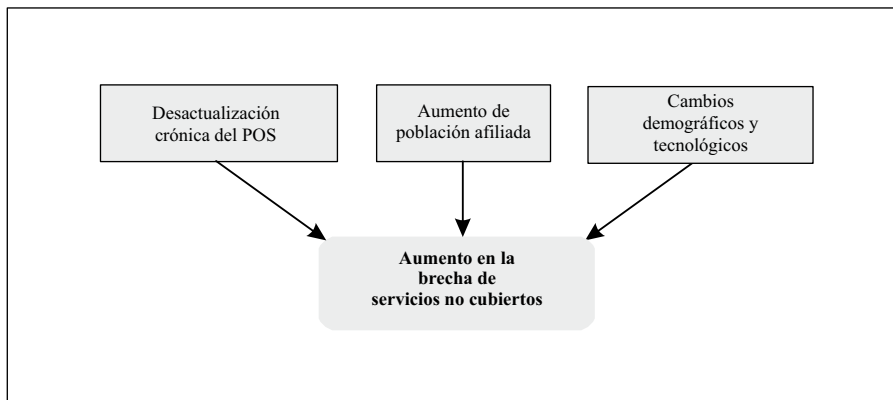 Desactualización
crónica del POS
Aumento de
población afiliada
Cambios
demográficos y
tecnológicos
Aumento en la
brecha de
servicios no cubiertos